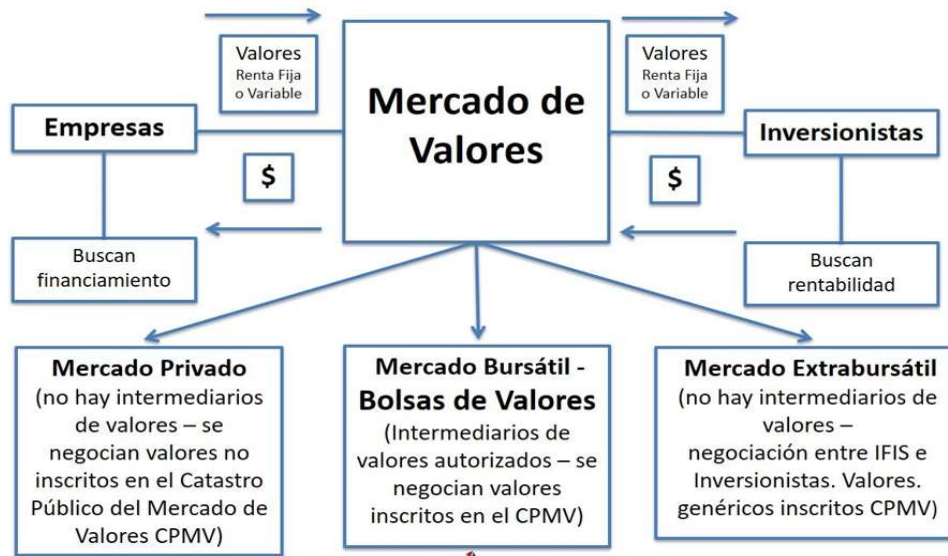 Valores
Renta Fija
o Variable
Mercado de
Valores
Valores
Renta Fija
o Variable
Empresas
Inversionistas
$
$
Buscan
financiamiento
Buscan
rentabilidad
Mercado Privado
(no hay intermediarios
de valores – se
negocian valores no
inscritos en el Catastro
Público del Mercado de
Valores CPMV)
Mercado Bursátil -
Bolsas de Valores
(Intermediarios de
valores autorizados – se
negocian valores
inscritos en el CPMV)
Mercado Extrabursátil
(no hay intermediarios de
valores –
negociación entre IFIS e
Inversionistas. Valores.
genéricos inscritos CPMV)